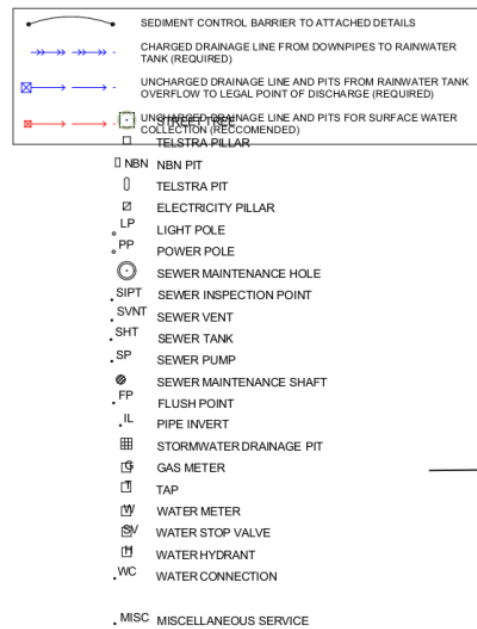 SEDIMENT CONTROL BARRIER TO ATTACHED DETAILS
CHARGED DRAINAGE LINE FROM DOWNPIPES TO RAINWATER
TANK (REQUIRED)
UNCHARGED DRAINAGE LINE AND PITS FROM RAINWATER TANK
OVERFLOW TO LEGAL POINT OF DISCHARGE (REQUIRED)
UNCHARGED DRAINAGE LINE AND PITS FOR SURFACE WATER
STREET TREE
COLLECTION (RECCOMENDED)
TELSTRA PILLAR
NBN NBN PIT
TELSTRA PIT
ELECTRICITY PILLAR
LP LIGHT POLE
PP POWER POLE
SEWER MAINTENANCE HOLE
SIPT SEWER INSPECTION POINT
SVNT SEWER VENT
SHT SEWER TANK
SP SEWER PUMP
SEWER MAINTENANCE SHAFT
FP FLUSH POINT
IL PIPE INVERT
STORMWATER DRAINAGE PIT
G GAS METER
T TAP
W WATER METER
SV WATER STOP VALVE
H WATER HYDRANT
WC WATER CONNECTION
MISC MISCELLANEOUS SERVICE